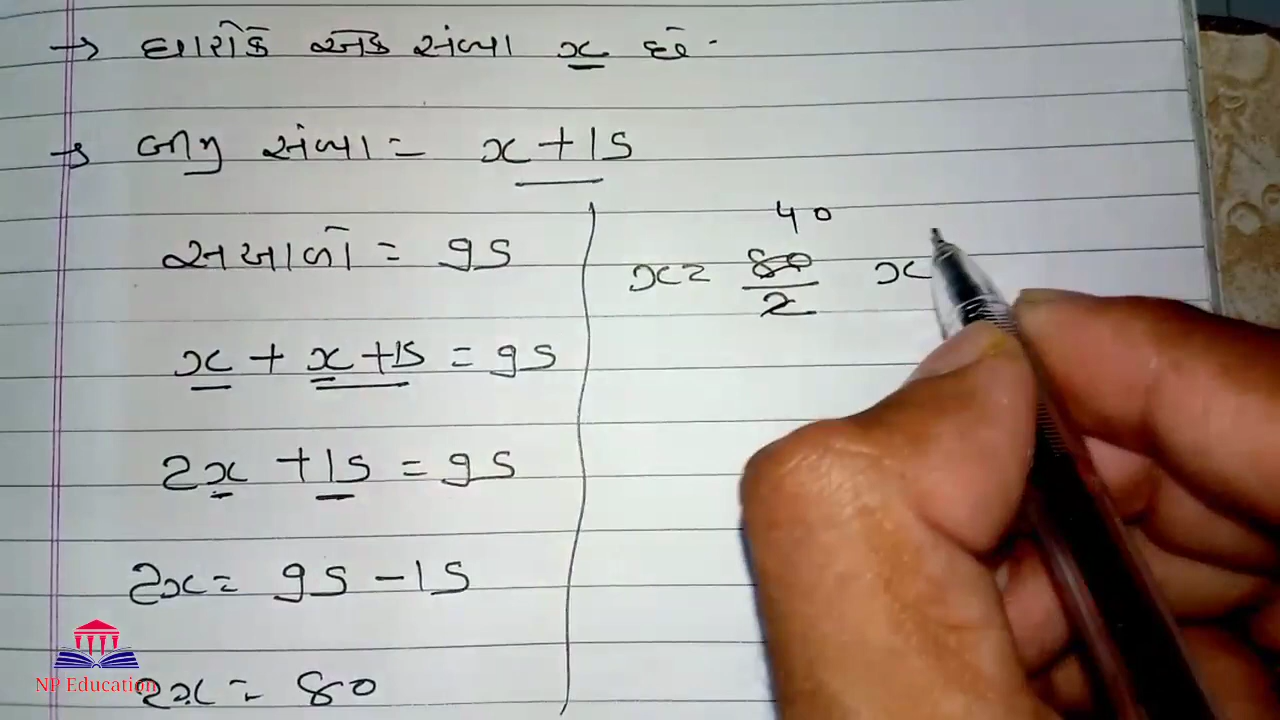 → ધારોકે એક સંખ્યા x છે.
→ બીજી સંખ્યા = x + 15
સરવાળો = 95
x + x + 15 = 95
2x + 15 = 95
2x = 95 - 15
2x = 80
40
x = 80/2 x
NP Education